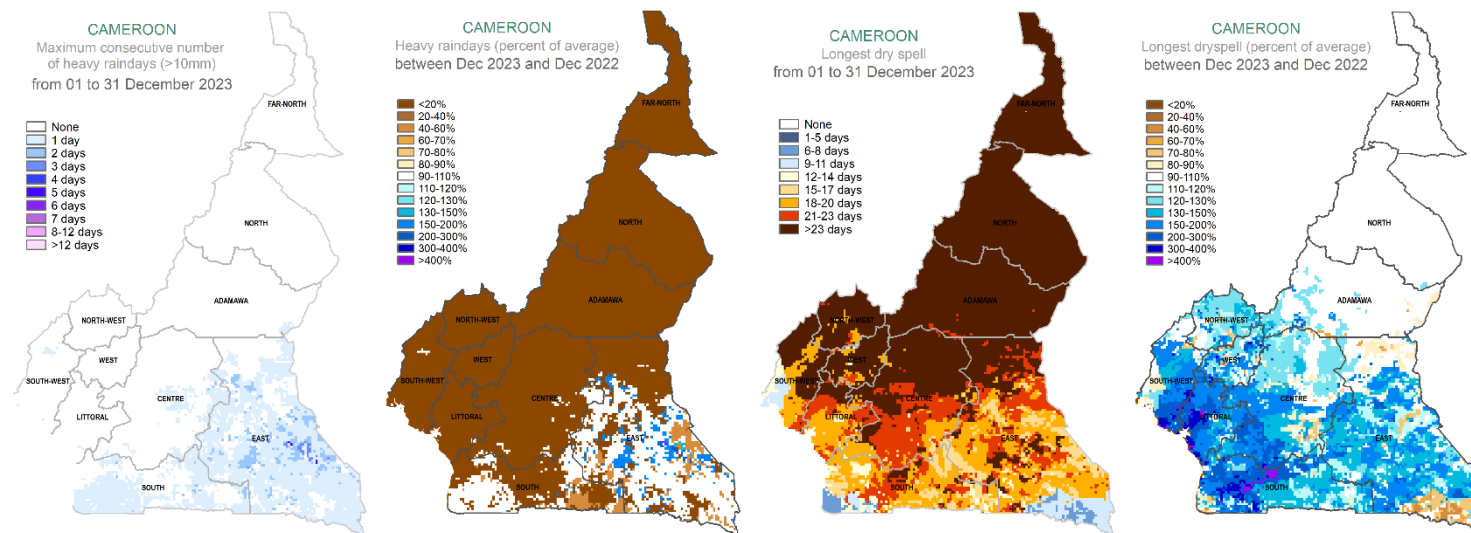 CAMEROON
Maximum consecutive number
of heavy raindays (>10mm)
from 01 to 31 December 2023
None
1 day
2 days
3 days
4 days
5 days
6 days
7 days
8-12 days
>12 days
FAR-NORTH
NORTH
ADAMAWA
NORTH-WEST
WEST
SOUTH-WEST
LITTORAL
CENTRE
EAST
SOUTH
CAMEROON
Heavy raindays (percent of average)
between Dec 2023 and Dec 2022
<20%
20-40%
40-60%
60-70%
70-80%
80-90%
90-110%
110-120%
120-130%
130-150%
150-200%
200-300%
300-400%
>400%
FAR-NORTH
NORTH
ADAMAWA
NORTH-WEST
WEST
SOUTH-WEST
LITTORAL
CENTRE
EAST
SOUTH
CAMEROON
Longest dry spell
from 01 to 31 December 2023
None
1-5 days
6-8 days
9-11 days
12-14 days
15-17 days
18-20 days
21-23 days
>23 days
FAR-NORTH
NORTH
ADAMAWA
NORTH-WEST
WEST
SOUTH-WEST
LITTORAL
CENTRE
EAST
SOUTH
CAMEROON
Longest dryspell (percent of average)
between Dec 2023 and Dec 2022
<20%
20-40%
40-60%
60-70%
70-80%
80-90%
90-110%
110-120%
120-130%
130-150%
150-200%
200-300%
300-400%
>400%
FAR-NORTH
NORTH
ADAMAWA
NORTH-WEST
WEST
SOUTH-WEST
LITTORAL
CENTRE
EAST
SOUTH